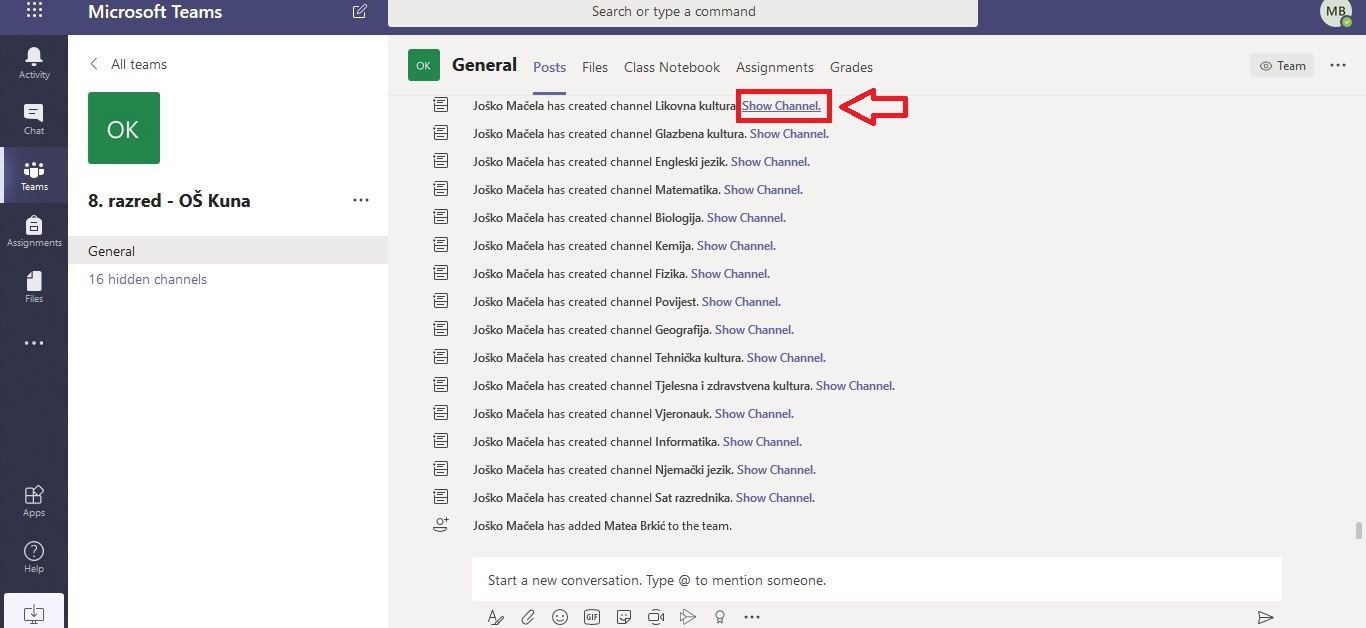 Microsoft Teams
Search or type a command
MB
Activity
Chat
Teams
Assignments
Files
Apps
Help
All teams
OK
8. razred - OŠ Kuna
General
16 hidden channels
OK
General
Posts
Files
Class Notebook
Assignments
Grades
Team
Joško Mačela has created channel Likovna kultura Show Channel.
Joško Mačela has created channel Glazbena kultura. Show Channel.
Joško Mačela has created channel Engleski jezik. Show Channel.
Joško Mačela has created channel Matematika. Show Channel.
Joško Mačela has created channel Biologija. Show Channel.
Joško Mačela has created channel Kemija. Show Channel.
Joško Mačela has created channel Fizika. Show Channel.
Joško Mačela has created channel Povijest. Show Channel.
Joško Mačela has created channel Geografija. Show Channel.
Joško Mačela has created channel Tehnička kultura. Show Channel.
Joško Mačela has created channel Tjelesna i zdravstvena kultura. Show Channel.
Joško Mačela has created channel Vjeronauk. Show Channel.
Joško Mačela has created channel Informatika. Show Channel.
Joško Mačela has created channel Njemački jezik. Show Channel.
Joško Mačela has created channel Sat razrednika. Show Channel.
Joško Mačela has added Matea Brkić to the team.
Start a new conversation. Type @ to mention someone.
GIF